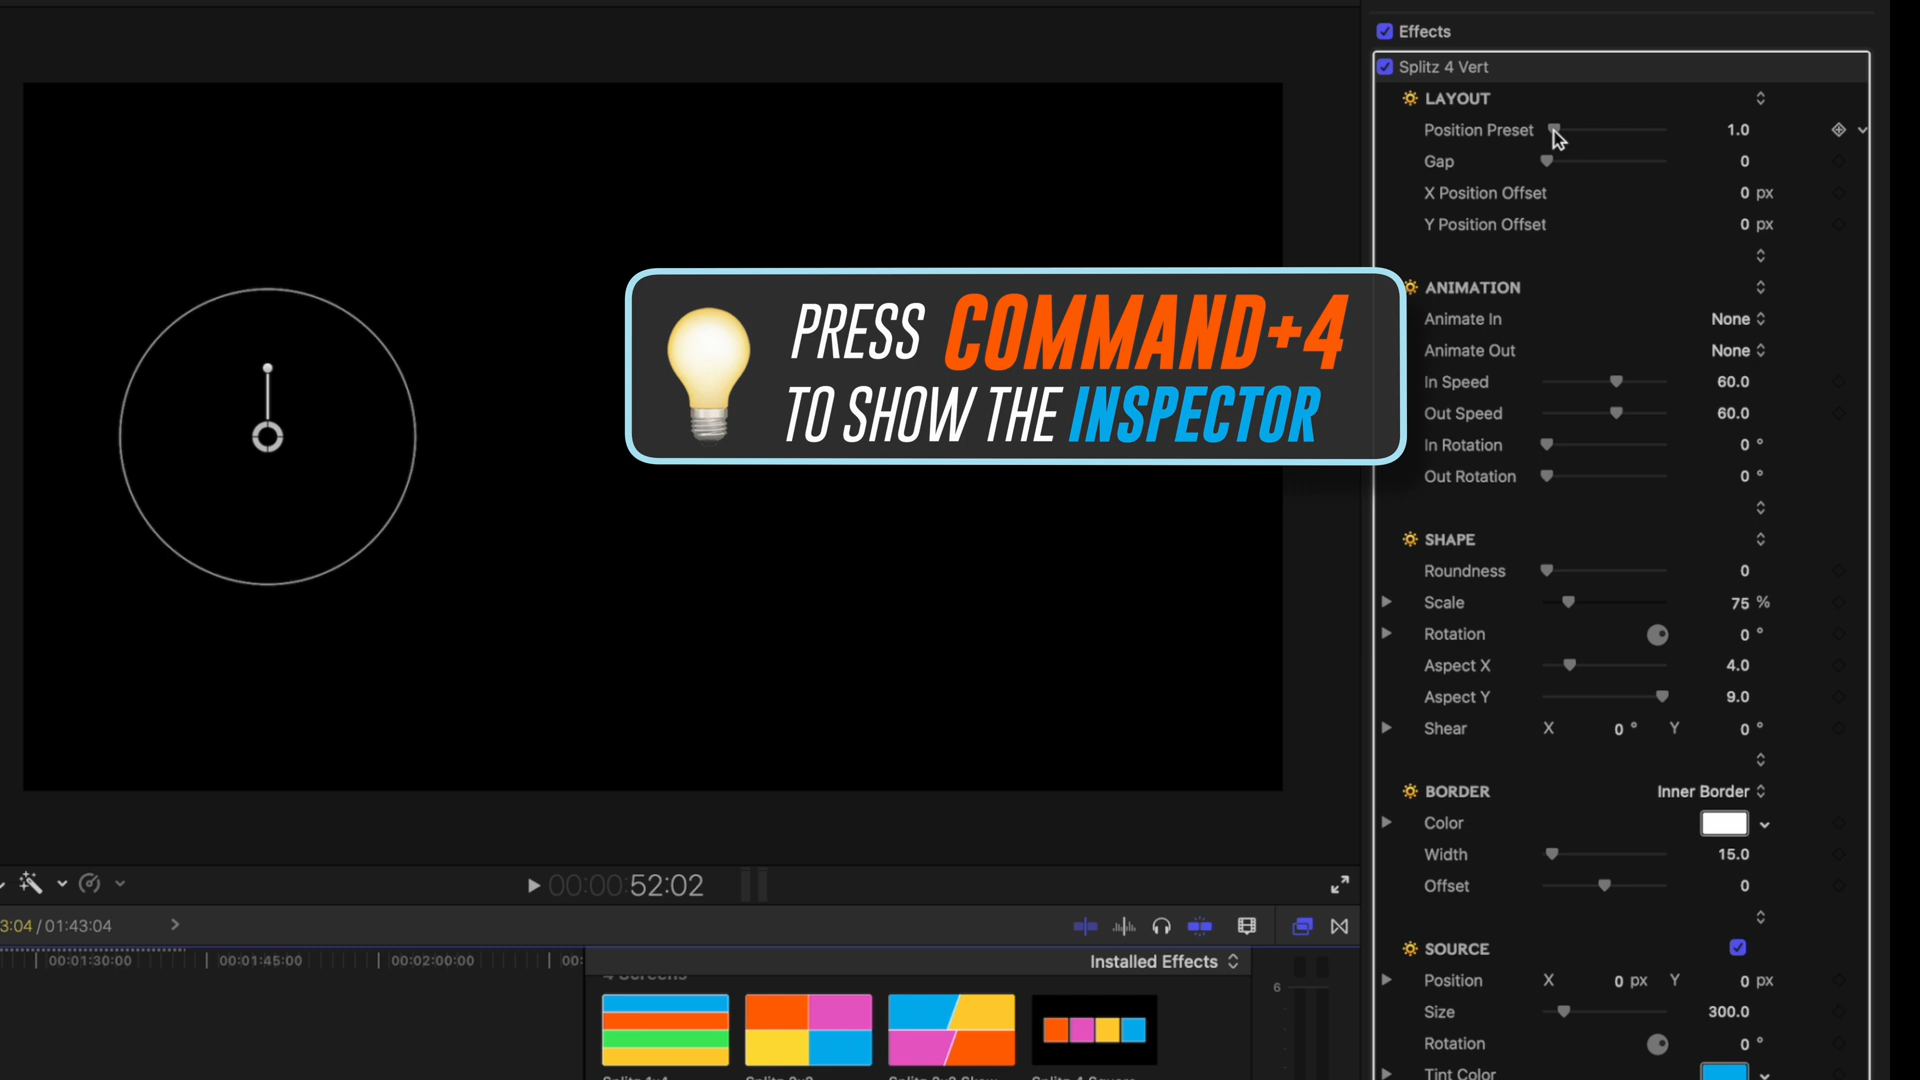 Effects
Splitz 4 Vert
LAYOUT
Position Preset 1.0
Gap 0
X Position Offset 0 px
Y Position Offset 0 px
ANIMATION
Animate In None
Animate Out None
In Speed 60.0
Out Speed 60.0
In Rotation 0 °
Out Rotation 0 °
SHAPE
Roundness 0
Scale 75 %
Rotation 0 °
Aspect X 4.0
Aspect Y 9.0
Shear X 0 ° Y 0 °
BORDER Inner Border
Color
Width 15.0
Offset 0
SOURCE
Position X 0 px Y 0 px
Size 300.0
Rotation 0 °
Tint Color
PRESS COMMAND+4
TO SHOW THE INSPECTOR
00:00:52:02
3:04 / 01:43:04
00:01:30:00 00:01:45:00 00:02:00:00 00:
Installed Effects
4 Screens
6